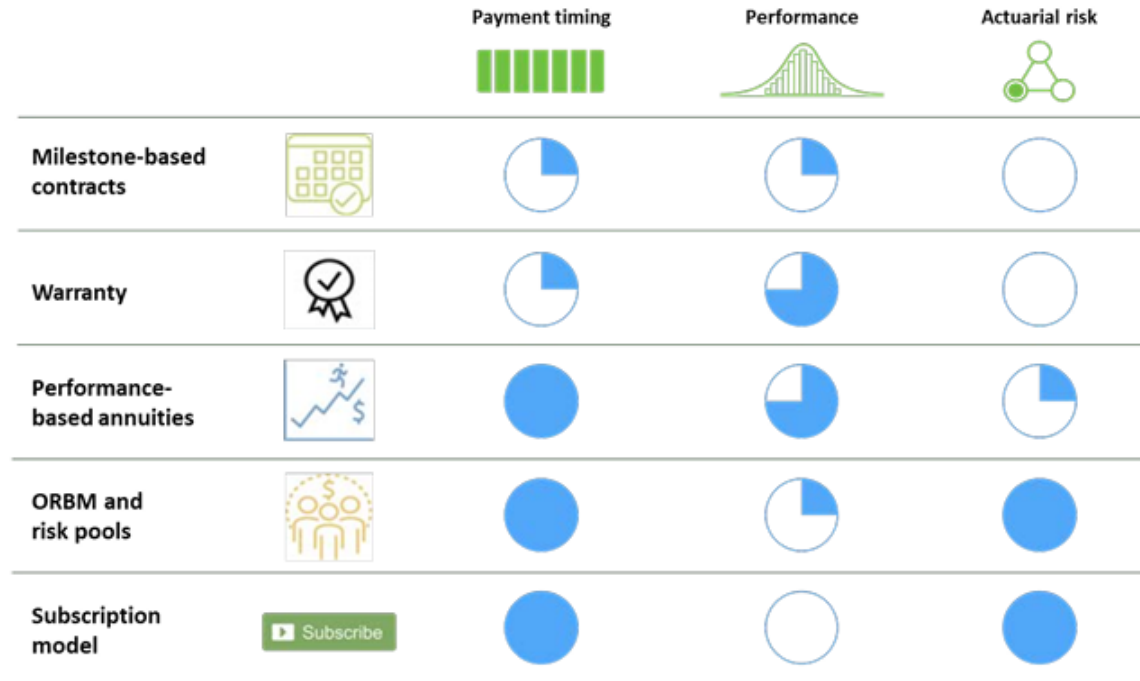 Payment timing
Performance
Actuarial risk
Milestone-based
contracts
Warranty
Performance-
based annuities
$
ORBM and
risk pools
$
Subscription
model
Subscribe